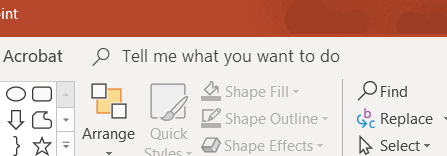 int
Acrobat Tell me what you want to do
Shape Fill Find
Shape Outline Replace
Arrange Quick Styles Shape Effects Select